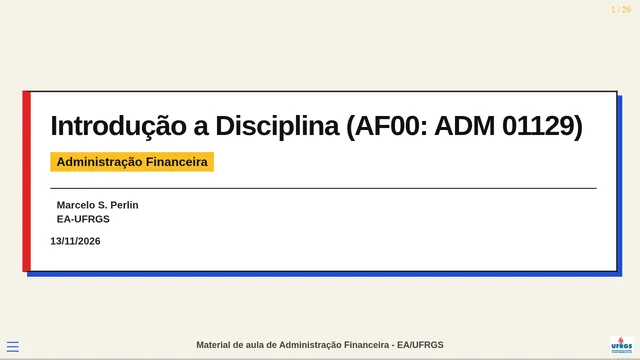 1 / 26
Introdução a Disciplina (AF00: ADM 01129)
Administração Financeira
Marcelo S. Perlin
EA-UFRGS
13/11/2026
Material de aula de Administração Financeira - EA/UFRGS
UFRGS